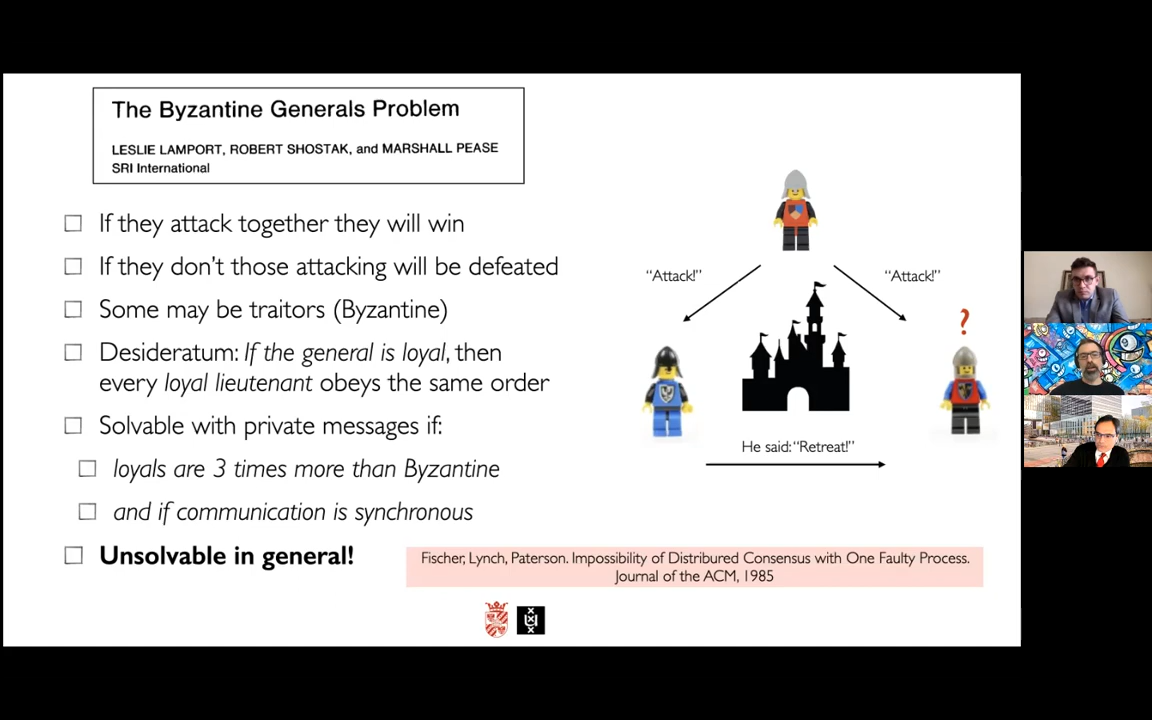 The Byzantine Generals Problem
LESLIE LAMPORT, ROBERT SHOSTAK, and MARSHALL PEASE
SRI International
If they attack together they will win
If they don't those attacking will be defeated
Some may be traitors (Byzantine)
Desideratum: If the general is loyal, then
every loyal lieutenant obeys the same order
Solvable with private messages if:
loyals are 3 times more than Byzantine
and if communication is synchronous
Unsolvable in general!
"Attack!"
"Attack!"
?
He said: "Retreat!"
Fischer, Lynch, Paterson. Impossibility of Distribured Consensus with One Faulty Process.
Journal of the ACM, 1985